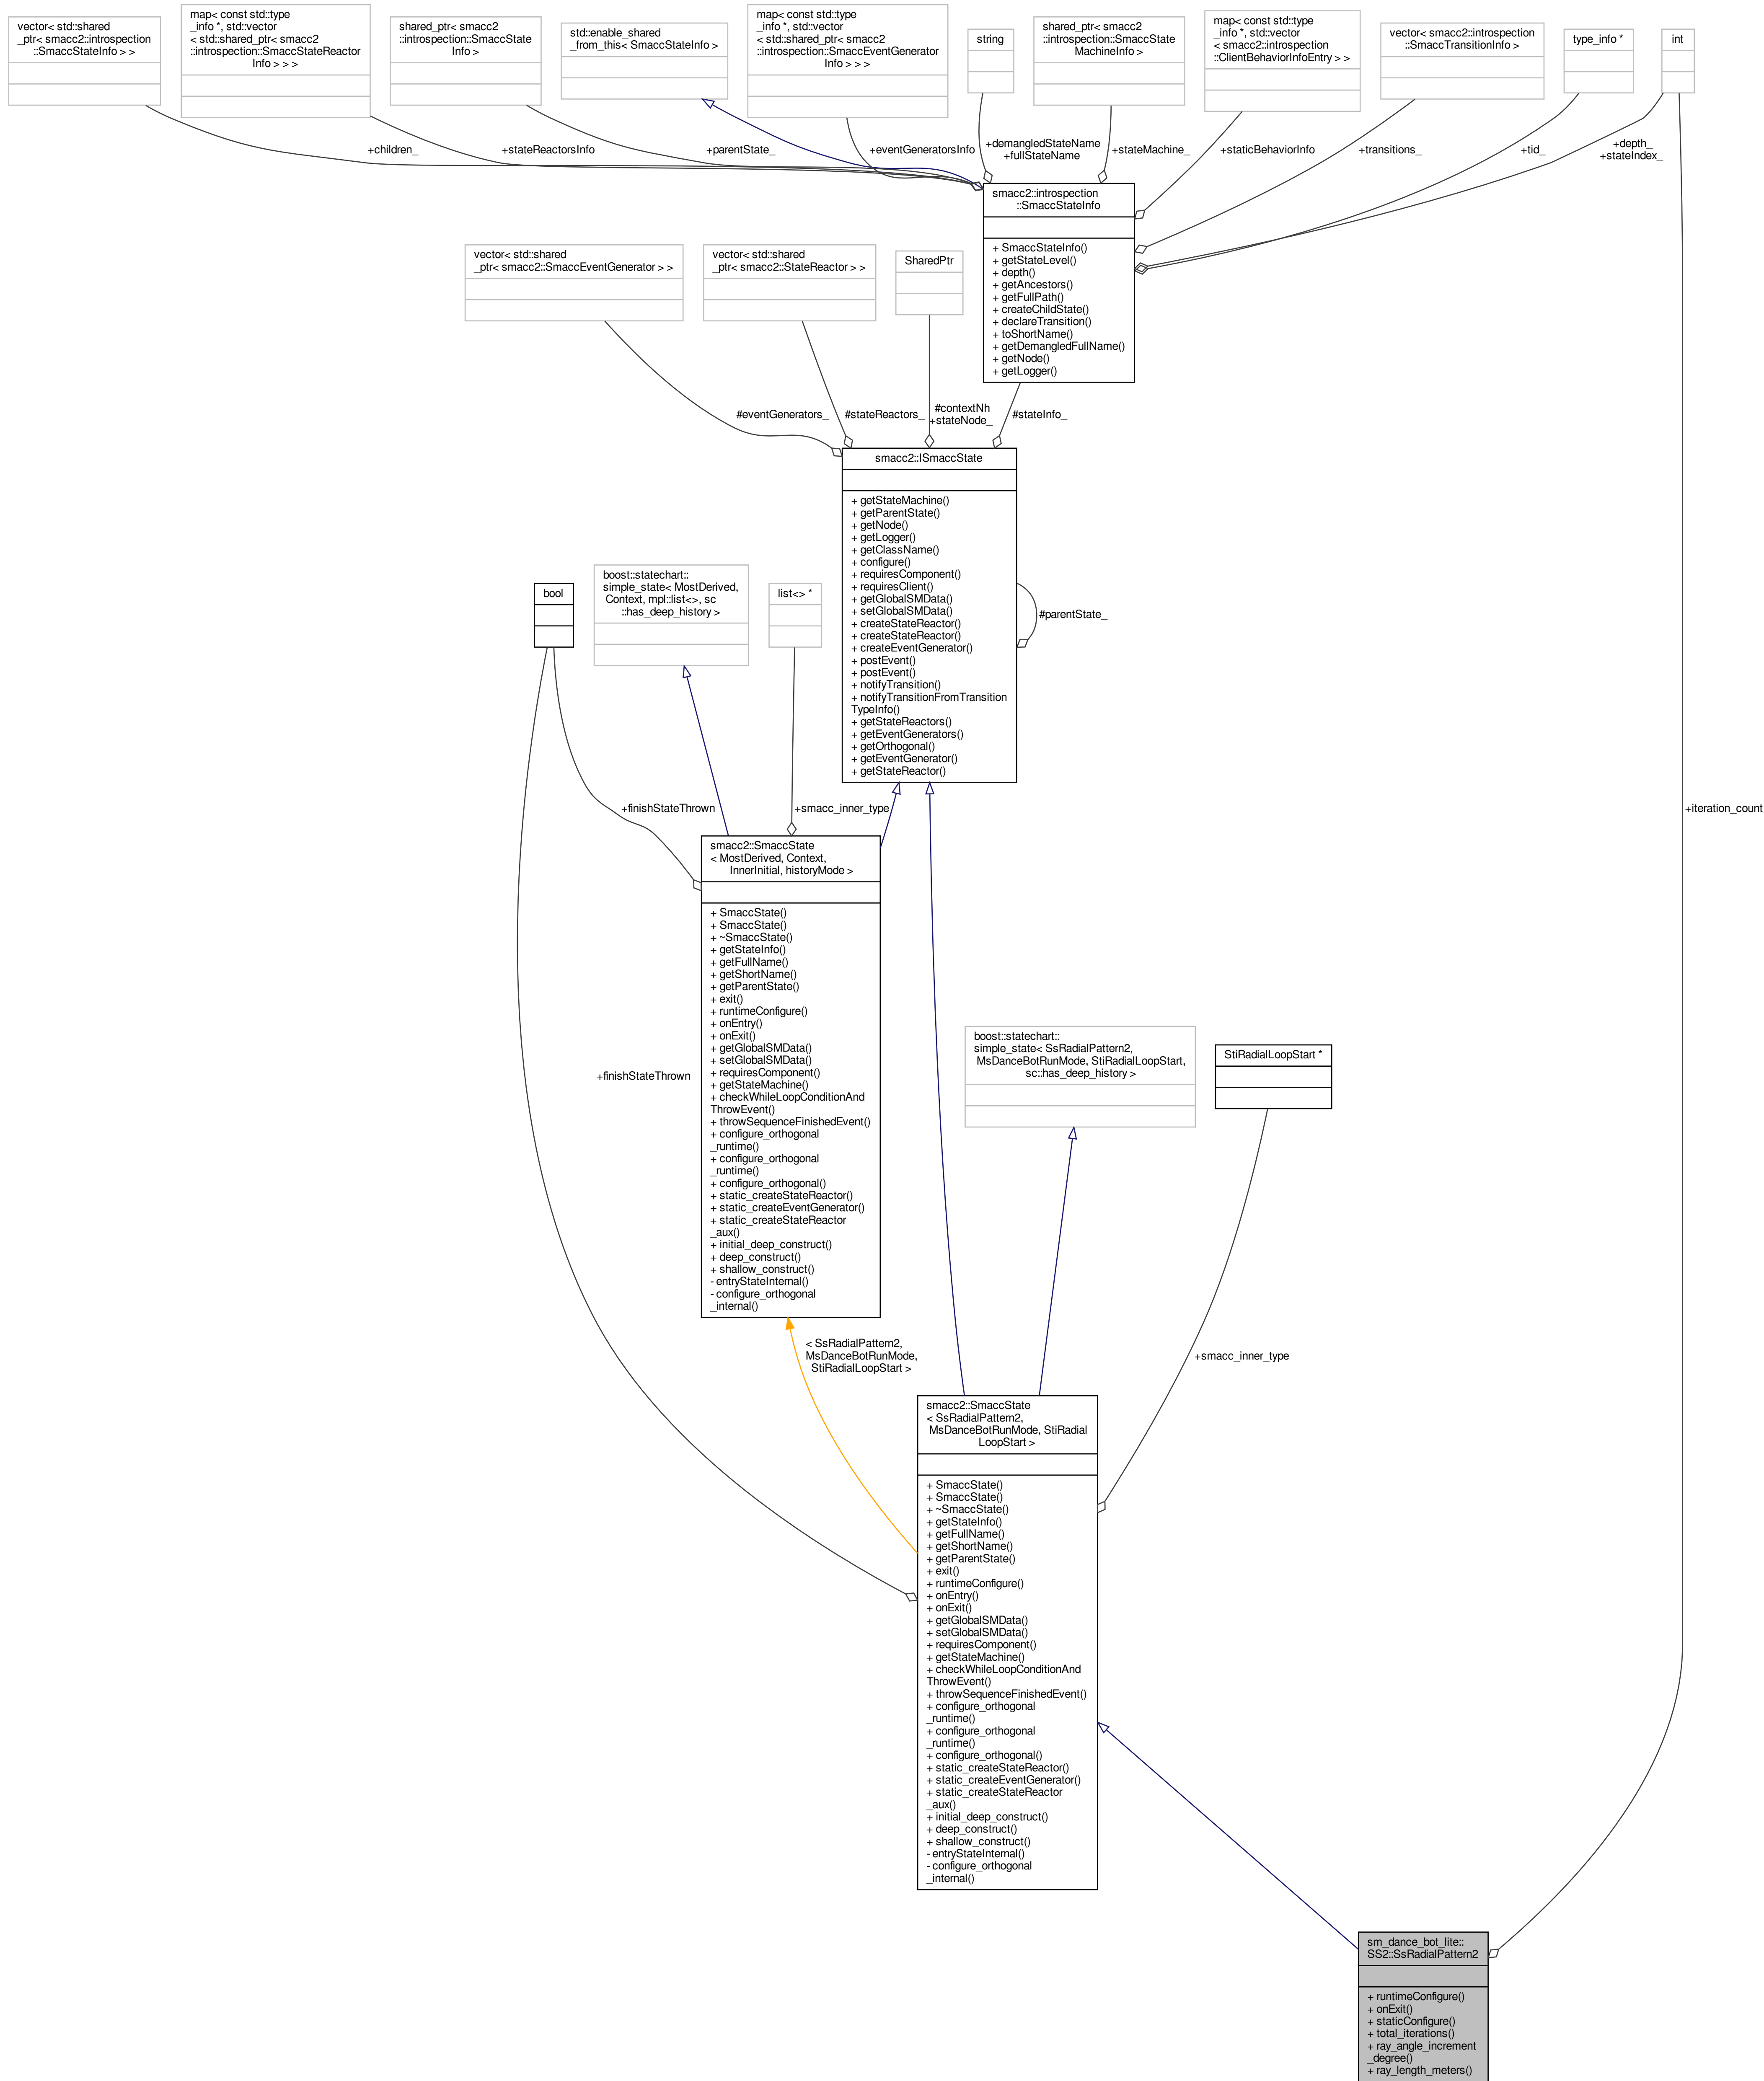 vector< std::shared
_ptr< smacc2::introspection
::SmaccStateInfo > >
map< const std::type
_info *, std::vector
< std::shared_ptr< smacc2
::introspection::SmaccStateReactor
Info > > >
shared_ptr< smacc2
::introspection::SmaccState
Info >
std::enable_shared
_from_this< SmaccStateInfo >
map< const std::type
_info *, std::vector
< std::shared_ptr< smacc2
::introspection::SmaccEventGenerator
Info > > >
string
shared_ptr< smacc2
::introspection::SmaccState
MachineInfo >
map< const std::type
_info *, std::vector
< smacc2::introspection
::ClientBehaviorInfoEntry > >
vector< smacc2::introspection
::SmaccTransitionInfo >
type_info *
int
+children_
+stateReactorsInfo
+parentState_
+eventGeneratorsInfo
+demangledStateName
+fullStateName
+stateMachine_
+staticBehaviorInfo
+transitions_
+tid_
+depth_
+stateIndex_
smacc2::introspection
::SmaccStateInfo
+ SmaccStateInfo()
+ getStateLevel()
+ depth()
+ getAncestors()
+ getFullPath()
+ createChildState()
+ declareTransition()
+ toShortName()
+ getDemangledFullName()
+ getNode()
+ getLogger()
vector< std::shared
_ptr< smacc2::SmaccEventGenerator > >
vector< std::shared
_ptr< smacc2::StateReactor > >
SharedPtr
#eventGenerators_
#stateReactors_
#contextNh
+stateNode_
#stateInfo_
smacc2::ISmaccState
+ getStateMachine()
+ getParentState()
+ getNode()
+ getLogger()
+ getClassName()
+ configure()
+ requiresComponent()
+ requiresClient()
+ getGlobalSMData()
+ setGlobalSMData()
+ createStateReactor()
+ createStateReactor()
+ createEventGenerator()
+ postEvent()
+ postEvent()
+ notifyTransition()
+ notifyTransitionFromTransition
TypeInfo()
+ getStateReactors()
+ getEventGenerators()
+ getOrthogonal()
+ getEventGenerator()
+ getStateReactor()
#parentState_
bool
boost::statechart::
simple_state< MostDerived,
Context, mpl::list<>, sc
::has_deep_history >
list<> *
+finishStateThrown
+smacc_inner_type
+iteration_count
smacc2::SmaccState
< MostDerived, Context,
InnerInitial, historyMode >
+ SmaccState()
+ SmaccState()
+ ~SmaccState()
+ getStateInfo()
+ getFullName()
+ getShortName()
+ getParentState()
+ exit()
+ runtimeConfigure()
+ onEntry()
+ onExit()
+ getGlobalSMData()
+ setGlobalSMData()
+ requiresComponent()
+ getStateMachine()
+ checkWhileLoopConditionAnd
ThrowEvent()
+ throwSequenceFinishedEvent()
+ configure_orthogonal
_runtime()
+ configure_orthogonal
_runtime()
+ configure_orthogonal()
+ static_createStateReactor()
+ static_createEventGenerator()
+ static_createStateReactor
_aux()
+ initial_deep_construct()
+ deep_construct()
+ shallow_construct()
- entryStateInternal()
- configure_orthogonal
_internal()
+finishStateThrown
boost::statechart::
simple_state< SsRadialPattern2,
MsDanceBotRunMode, StiRadialLoopStart,
sc::has_deep_history >
StiRadialLoopStart *
< SsRadialPattern2,
MsDanceBotRunMode,
StiRadialLoopStart >
+smacc_inner_type
smacc2::SmaccState
< SsRadialPattern2,
MsDanceBotRunMode, StiRadial
LoopStart >
+ SmaccState()
+ SmaccState()
+ ~SmaccState()
+ getStateInfo()
+ getFullName()
+ getShortName()
+ getParentState()
+ exit()
+ runtimeConfigure()
+ onEntry()
+ onExit()
+ getGlobalSMData()
+ setGlobalSMData()
+ requiresComponent()
+ getStateMachine()
+ checkWhileLoopConditionAnd
ThrowEvent()
+ throwSequenceFinishedEvent()
+ configure_orthogonal
_runtime()
+ configure_orthogonal
_runtime()
+ configure_orthogonal()
+ static_createStateReactor()
+ static_createEventGenerator()
+ static_createStateReactor
_aux()
+ initial_deep_construct()
+ deep_construct()
+ shallow_construct()
- entryStateInternal()
- configure_orthogonal
_internal()
sm_dance_bot_lite::
SS2::SsRadialPattern2
+ runtimeConfigure()
+ onExit()
+ staticConfigure()
+ total_iterations()
+ ray_angle_increment
_degree()
+ ray_length_meters()